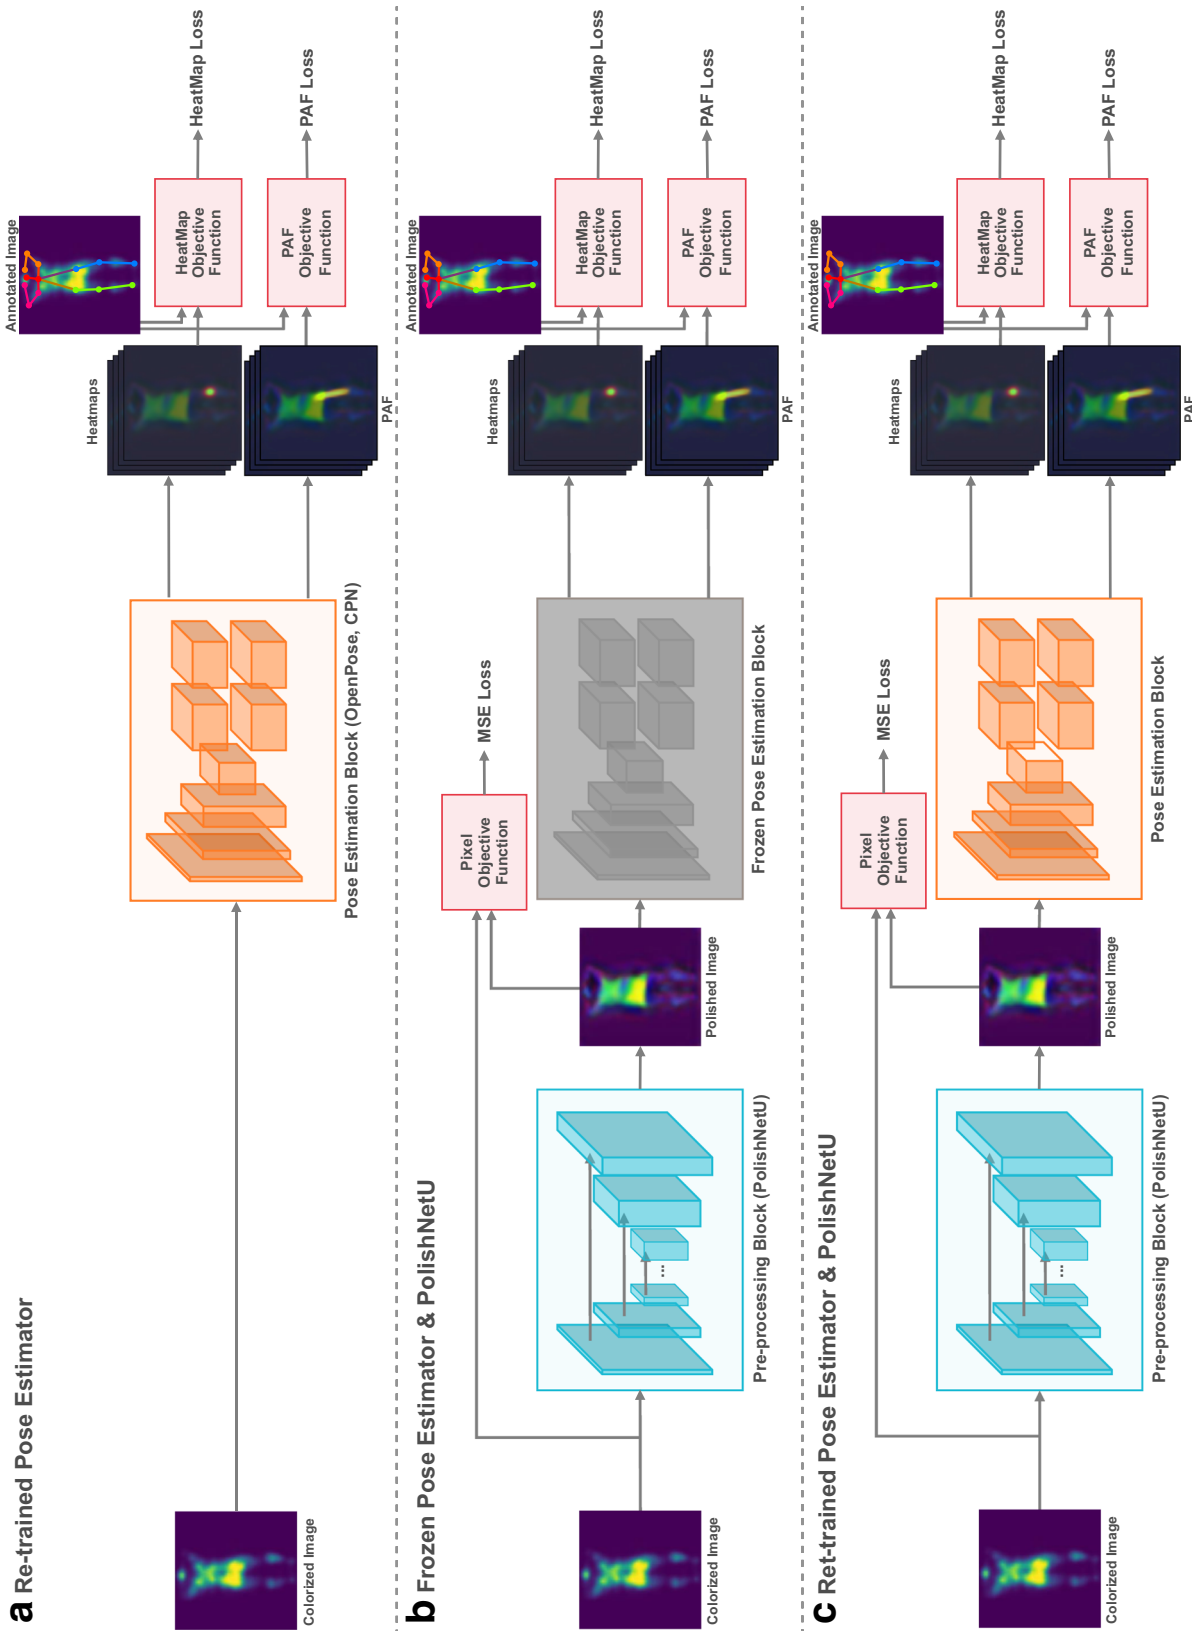 a Re-trained Pose Estimator
Colorized Image
Pose Estimation Block (OpenPose, CPN)
Heatmaps
PAF
Annotated Image
HeatMap
Objective
Function
PAF
Objective
Function
HeatMap Loss
PAF Loss
b Frozen Pose Estimator & PolishNetU
Colorized Image
Pre-processing Block (PolishNetU)
...
Polished Image
Pixel
Objective
Function
MSE Loss
Frozen Pose Estimation Block
Heatmaps
PAF
Annotated Image
HeatMap
Objective
Function
PAF
Objective
Function
HeatMap Loss
PAF Loss
c Ret-trained Pose Estimator & PolishNetU
Colorized Image
Pre-processing Block (PolishNetU)
...
Polished Image
Pixel
Objective
Function
MSE Loss
Pose Estimation Block
Heatmaps
PAF
Annotated Image
HeatMap
Objective
Function
PAF
Objective
Function
HeatMap Loss
PAF Loss